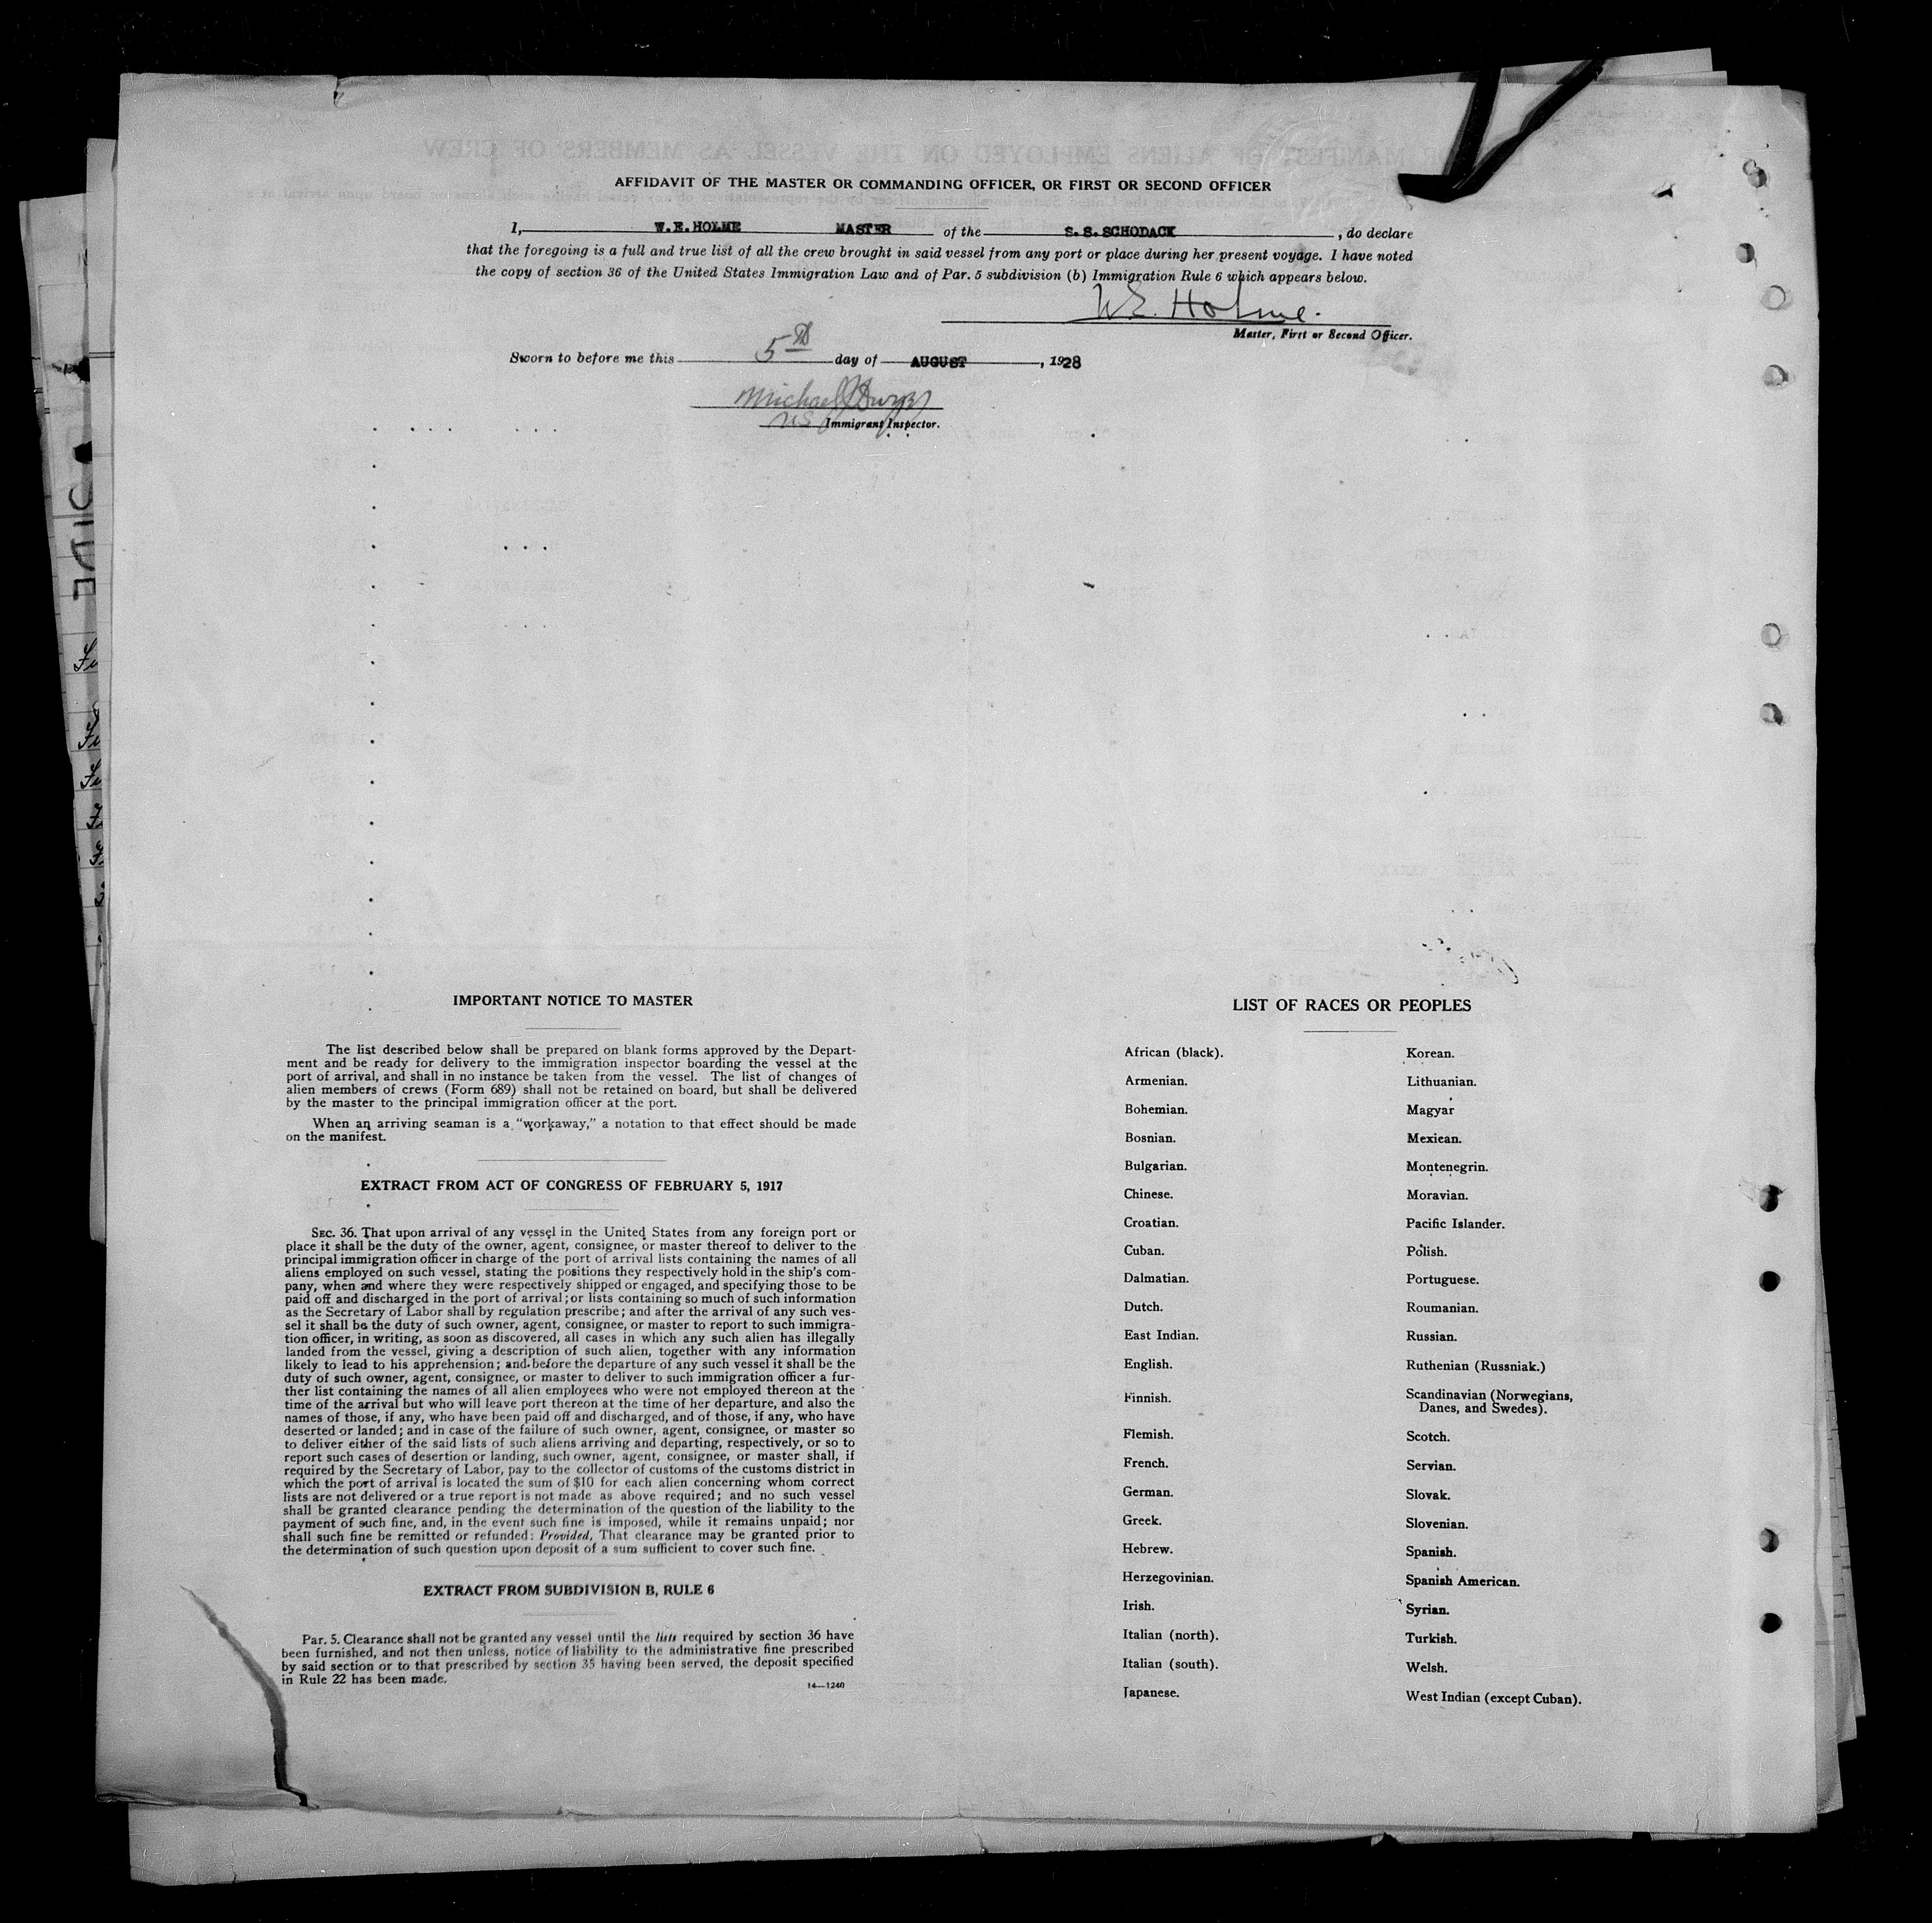 AFFIDAVIT OF THE MASTER OR COMMANDING OFFICER, OR FIRST OR SECOND OFFICER
I, W.E.HOLME MASTER of the S.S.SCHODACK, do declare
that the foregoing is a full and true list of all the crew brought in said vessel from any port or place during her present voyage. I have noted
the copy of section 36 of the United States Immigration Law and of Par. 5 subdivision (b) Immigration Rule 6 which appears below.
W.E. Holme.
Master, First or Second Officer.
Sworn to before me this 5th day of AUGUST, 1928
Michael
US Immigrant Inspector.
IMPORTANT NOTICE TO MASTER
The list described below shall be prepared on blank forms approved by the Depart-
ment and be ready for delivery to the immigration inspector boarding the vessel at the
port of arrival, and shall in no instance be taken from the vessel. The list of changes of
alien members of crews (Form 689) shall not be retained on board, but shall be delivered
by the master to the principal immigration officer at the port.
When an arriving seaman is a "workaway," a notation to that effect should be made
on the manifest.
EXTRACT FROM ACT OF CONGRESS OF FEBRUARY 5, 1917
SEC. 36. That upon arrival of any vessel in the United States from any foreign port or
place it shall be the duty of the owner, agent, consignee, or master thereof to deliver to the
principal immigration officer in charge of the port of arrival lists containing the names of all
aliens employed on such vessel, stating the positions they respectively hold in the ship's com-
pany, when and where they were respectively shipped or engaged, and specifying those to be
paid off and discharged in the port of arrival; or lists containing so much of such information
as the Secretary of Labor shall by regulation prescribe; and after the arrival of any such ves-
sel it shall be the duty of such owner, agent, consignee, or master to report to such immigra-
tion officer, in writing, as soon as discovered, all cases in which any such alien has illegally
landed from the vessel, giving a description of such alien, together with any information
likely to lead to his apprehension; and before the departure of any such vessel it shall be the
duty of such owner, agent, consignee, or master to deliver to such immigration officer a fur-
ther list containing the names of all alien employees who were not employed thereon at the
time of the arrival but who will leave port thereon at the time of her departure, and also the
names of those, if any, who have been paid off and discharged, and of those, if any, who have
deserted or landed; and in case of the failure of such owner, agent, consignee, or master so
to deliver either of the said lists of such aliens arriving and departing, respectively, or so to
report such cases of desertion or landing, such owner, agent, consignee, or master shall, if
required by the Secretary of Labor, pay to the collector of customs of the customs district in
which the port of arrival is located the sum of $10 for each alien concerning whom correct
lists are not delivered or a true report is not made as above required; and no such vessel
shall be granted clearance pending the determination of the question of the liability to the
payment of such fine, and, in the event such fine is imposed, while it remains unpaid; nor
shall such fine be remitted or refunded: Provided, That clearance may be granted prior to
the determination of such question upon deposit of a sum sufficient to cover such fine.
EXTRACT FROM SUBDIVISION B, RULE 6
Par. 5. Clearance shall not be granted any vessel until the lists required by section 36 have
been furnished, and not then unless, notice of liability to the administrative fine prescribed
by said section or to that prescribed by section 35 having been served, the deposit specified
in Rule 22 has been made.
14—1240
LIST OF RACES OR PEOPLES
African (black).
Armenian.
Bohemian.
Bosnian.
Bulgarian.
Chinese.
Croatian.
Cuban.
Dalmatian.
Dutch.
East Indian.
English.
Finnish.
Flemish.
French.
German.
Greek.
Hebrew.
Herzegovinian.
Irish.
Italian (north).
Italian (south).
Japanese.
Korean.
Lithuanian.
Magyar
Mexican.
Montenegrin.
Moravian.
Pacific Islander.
Polish.
Portuguese.
Roumanian.
Russian.
Ruthenian (Russniak.)
Scandinavian (Norwegians,
Danes, and Swedes).
Scotch.
Servian.
Slovak.
Slovenian.
Spanish.
Spanish American.
Syrian.
Turkish.
Welsh.
West Indian (except Cuban).